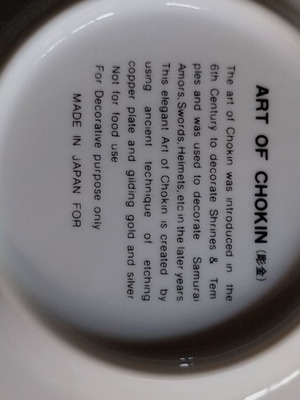 ART OF CHOKIN (彫金)
The art of Chokin was introduced in the
6th Century to decorate Shrines & Tem
ples and was used to decorate Samurai
Amors, Swords, Helmets, etc in the later years
This elegant Art of Chokin is created by
using ancient technique of etching
copper plate and gilding gold and silver
Not for food use
For Decorative purpose only
MADE IN JAPAN FOR